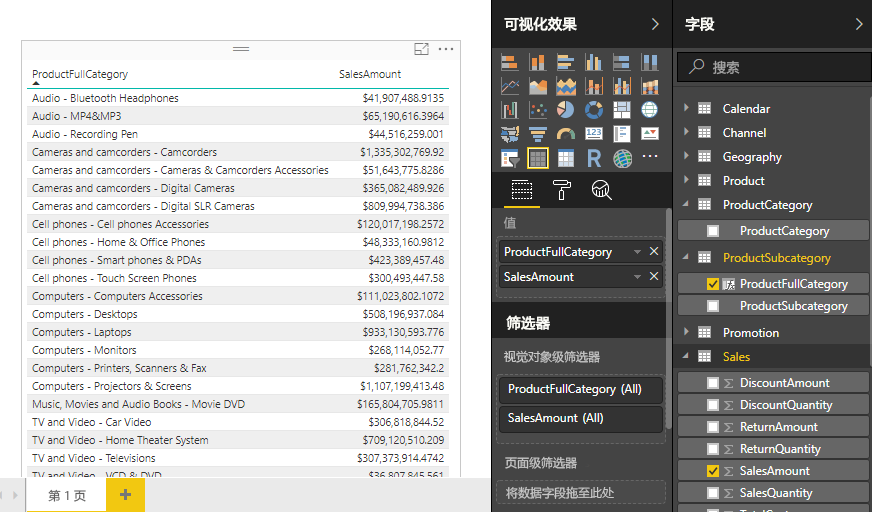 ProductFullCategory SalesAmount
Audio - Bluetooth Headphones $41,907,488.9135
Audio - MP4&MP3 $65,190,616.3964
Audio - Recording Pen $44,516,259.001
Cameras and camcorders - Camcorders $1,335,302,769.92
Cameras and camcorders - Cameras & Camcorders Accessories $51,643,775.8286
Cameras and camcorders - Digital Cameras $365,082,489.926
Cameras and camcorders - Digital SLR Cameras $809,994,738.386
Cell phones - Cell phones Accessories $120,017,198.2572
Cell phones - Home & Office Phones $48,333,160.9812
Cell phones - Smart phones & PDAs $423,389,457.48
Cell phones - Touch Screen Phones $300,493,447.58
Computers - Computers Accessories $111,023,802.1072
Computers - Desktops $508,196,937.084
Computers - Laptops $933,130,593.776
Computers - Monitors $268,114,052.77
Computers - Printers, Scanners & Fax $281,762,342.2
Computers - Projectors & Screens $1,107,199,413.48
Music, Movies and Audio Books - Movie DVD $165,804,705.9811
TV and Video - Car Video $306,818,844.52
TV and Video - Home Theater System $709,120,510.209
TV and Video - Televisions $307,373,914.4742
TV and Video - VCD & DVD $36,807,845.561
第 1 页
+
可视化效果
123
R
值
ProductFullCategory
SalesAmount
筛选器
视觉对象级筛选器
ProductFullCategory (All)
SalesAmount (All)
页面级筛选器
将数据字段拖至此处
字段
搜索
Calendar
Channel
Geography
Product
ProductCategory
ProductCategory
ProductSubcategory
ProductFullCategory
ProductSubcategory
Promotion
Sales
DiscountAmount
DiscountQuantity
ReturnAmount
ReturnQuantity
SalesAmount
SalesQuantity